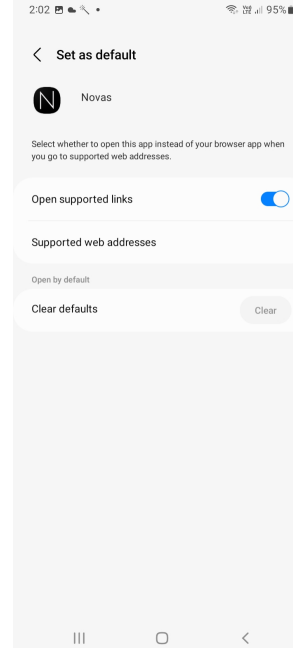 2:02 95%
Set as default
N
Novas
Select whether to open this app instead of your browser app when
you go to supported web addresses.
Open supported links
Supported web addresses
Open by default
Clear defaults
Clear